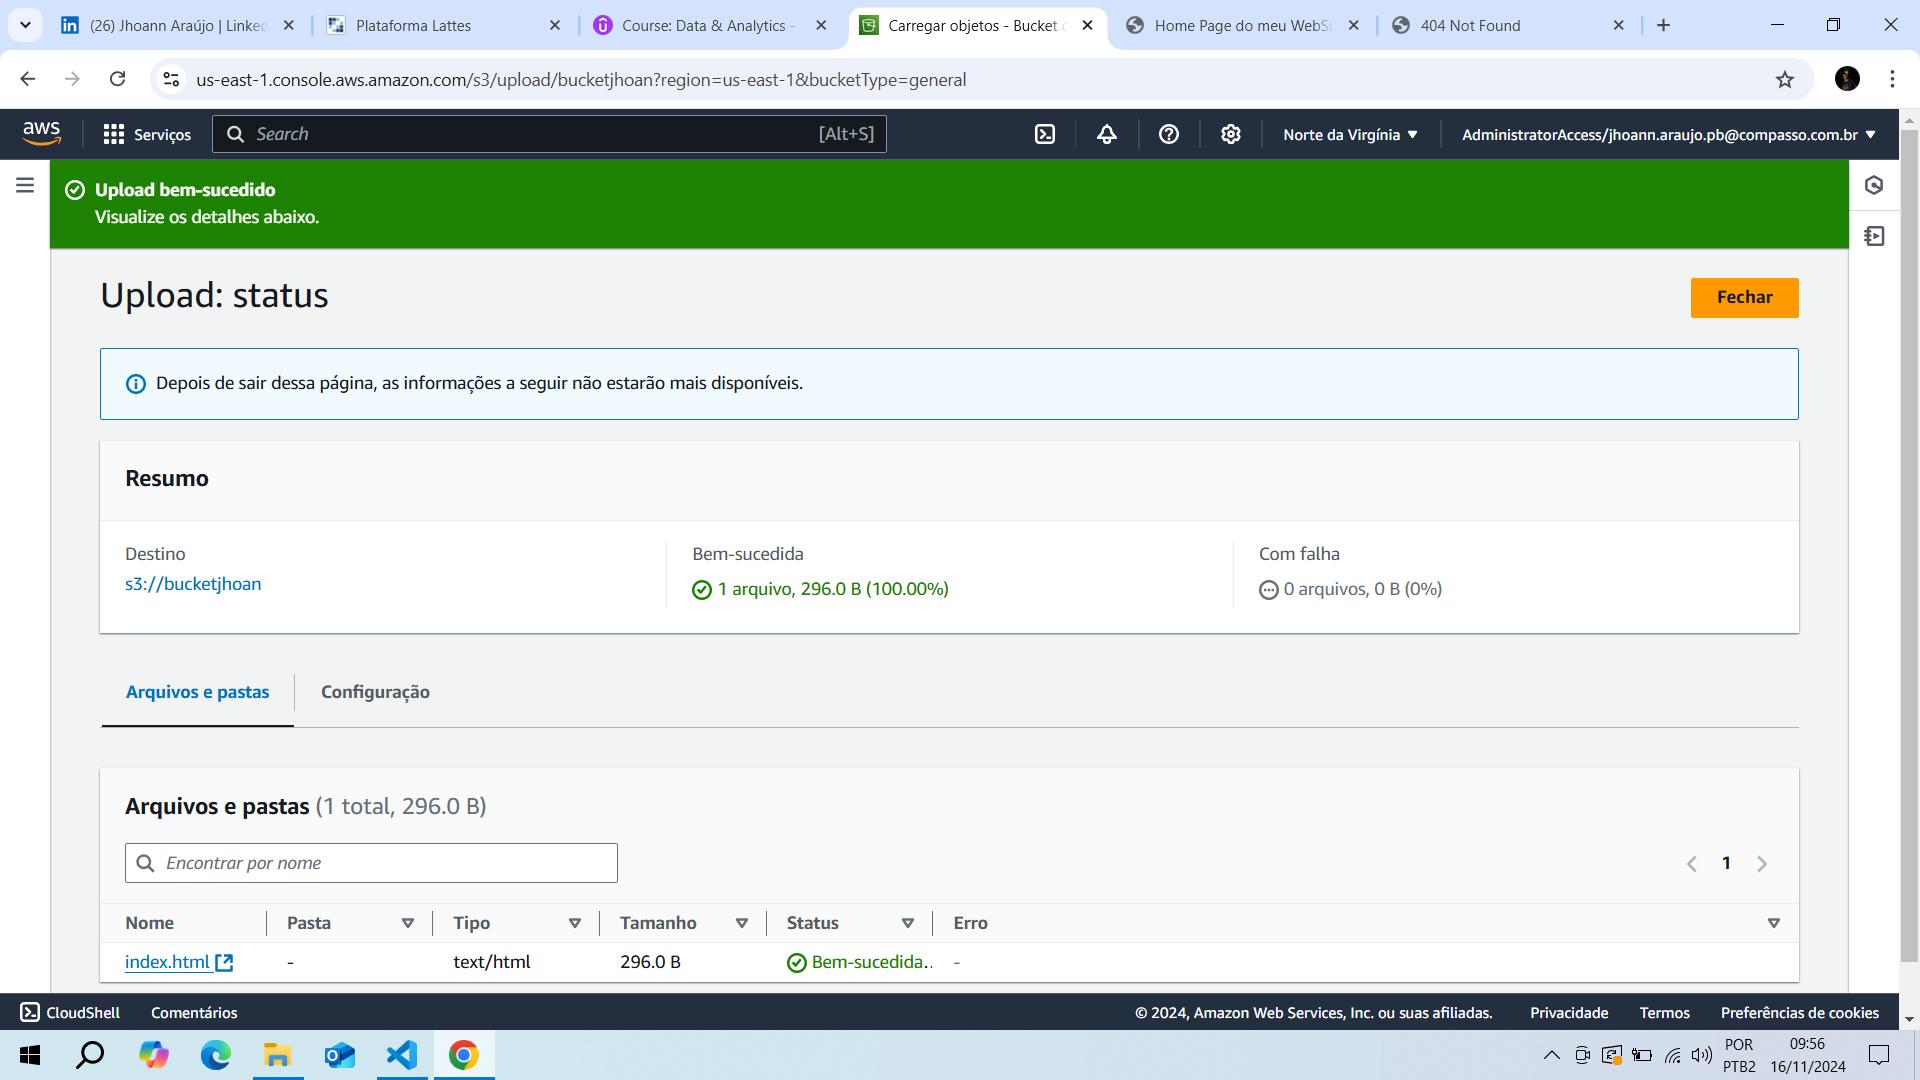 (26) Jhoann Araújo | Linked
Plataforma Lattes
Course: Data & Analytics -
Carregar objetos - Bucket
Home Page do meu WebSi
404 Not Found
us-east-1.console.aws.amazon.com/s3/upload/bucketjhoan?region=us-east-1&bucketType=general
aws
Serviços
Search
[Alt+S]
Norte da Virgínia
AdministratorAccess/jhoann.araujo.pb@compasso.com.br
Upload bem-sucedido
Visualize os detalhes abaixo.
Upload: status
Fechar
Depois de sair dessa página, as informações a seguir não estarão mais disponíveis.
Resumo
Destino
s3://bucketjhoan
Bem-sucedida
1 arquivo, 296.0 B (100.00%)
Com falha
0 arquivos, 0 B (0%)
Arquivos e pastas
Configuração
Arquivos e pastas (1 total, 296.0 B)
Encontrar por nome
1
Nome
Pasta
Tipo
Tamanho
Status
Erro
index.html
-
text/html
296.0 B
Bem-sucedida..
-
CloudShell
Comentários
© 2024, Amazon Web Services, Inc. ou suas afiliadas.
Privacidade
Termos
Preferências de cookies
POR
PTB2
09:56
16/11/2024